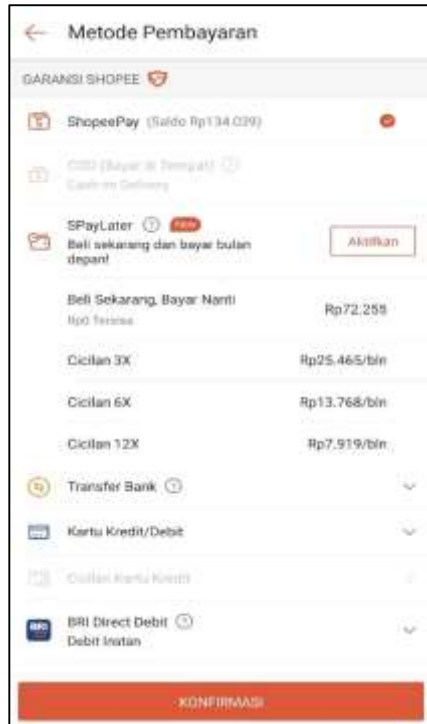 Metode Pembayaran
GARANSI SHOPEE
ShopeePay (Saldo Rp134.039)
COD (Bayar di Tempat)
Cash on Delivery
SPayLater New
Beli sekarang dan bayar bulan
depan!
Aktifkan
Beli Sekarang, Bayar Nanti
Rp72.255
Rp0 Tersisa
Cicilan 3X
Rp25.465/bln
Cicilan 6X
Rp13.768/bln
Cicilan 12X
Rp7.919/bln
Transfer Bank
Kartu Kredit/Debit
Cicilan Kartu Kredit
BRI Direct Debit
Debit Instan
KONFIRMASI